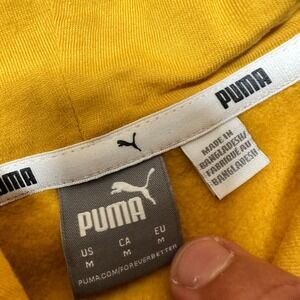 PUMA
PUMA
MADE IN
BANGLADESH/
FABRIQUÉ AU
BANGLADESH
PUMA
US
CA
EU
M
M
M
PUMA.COM/FOREVERBETTER